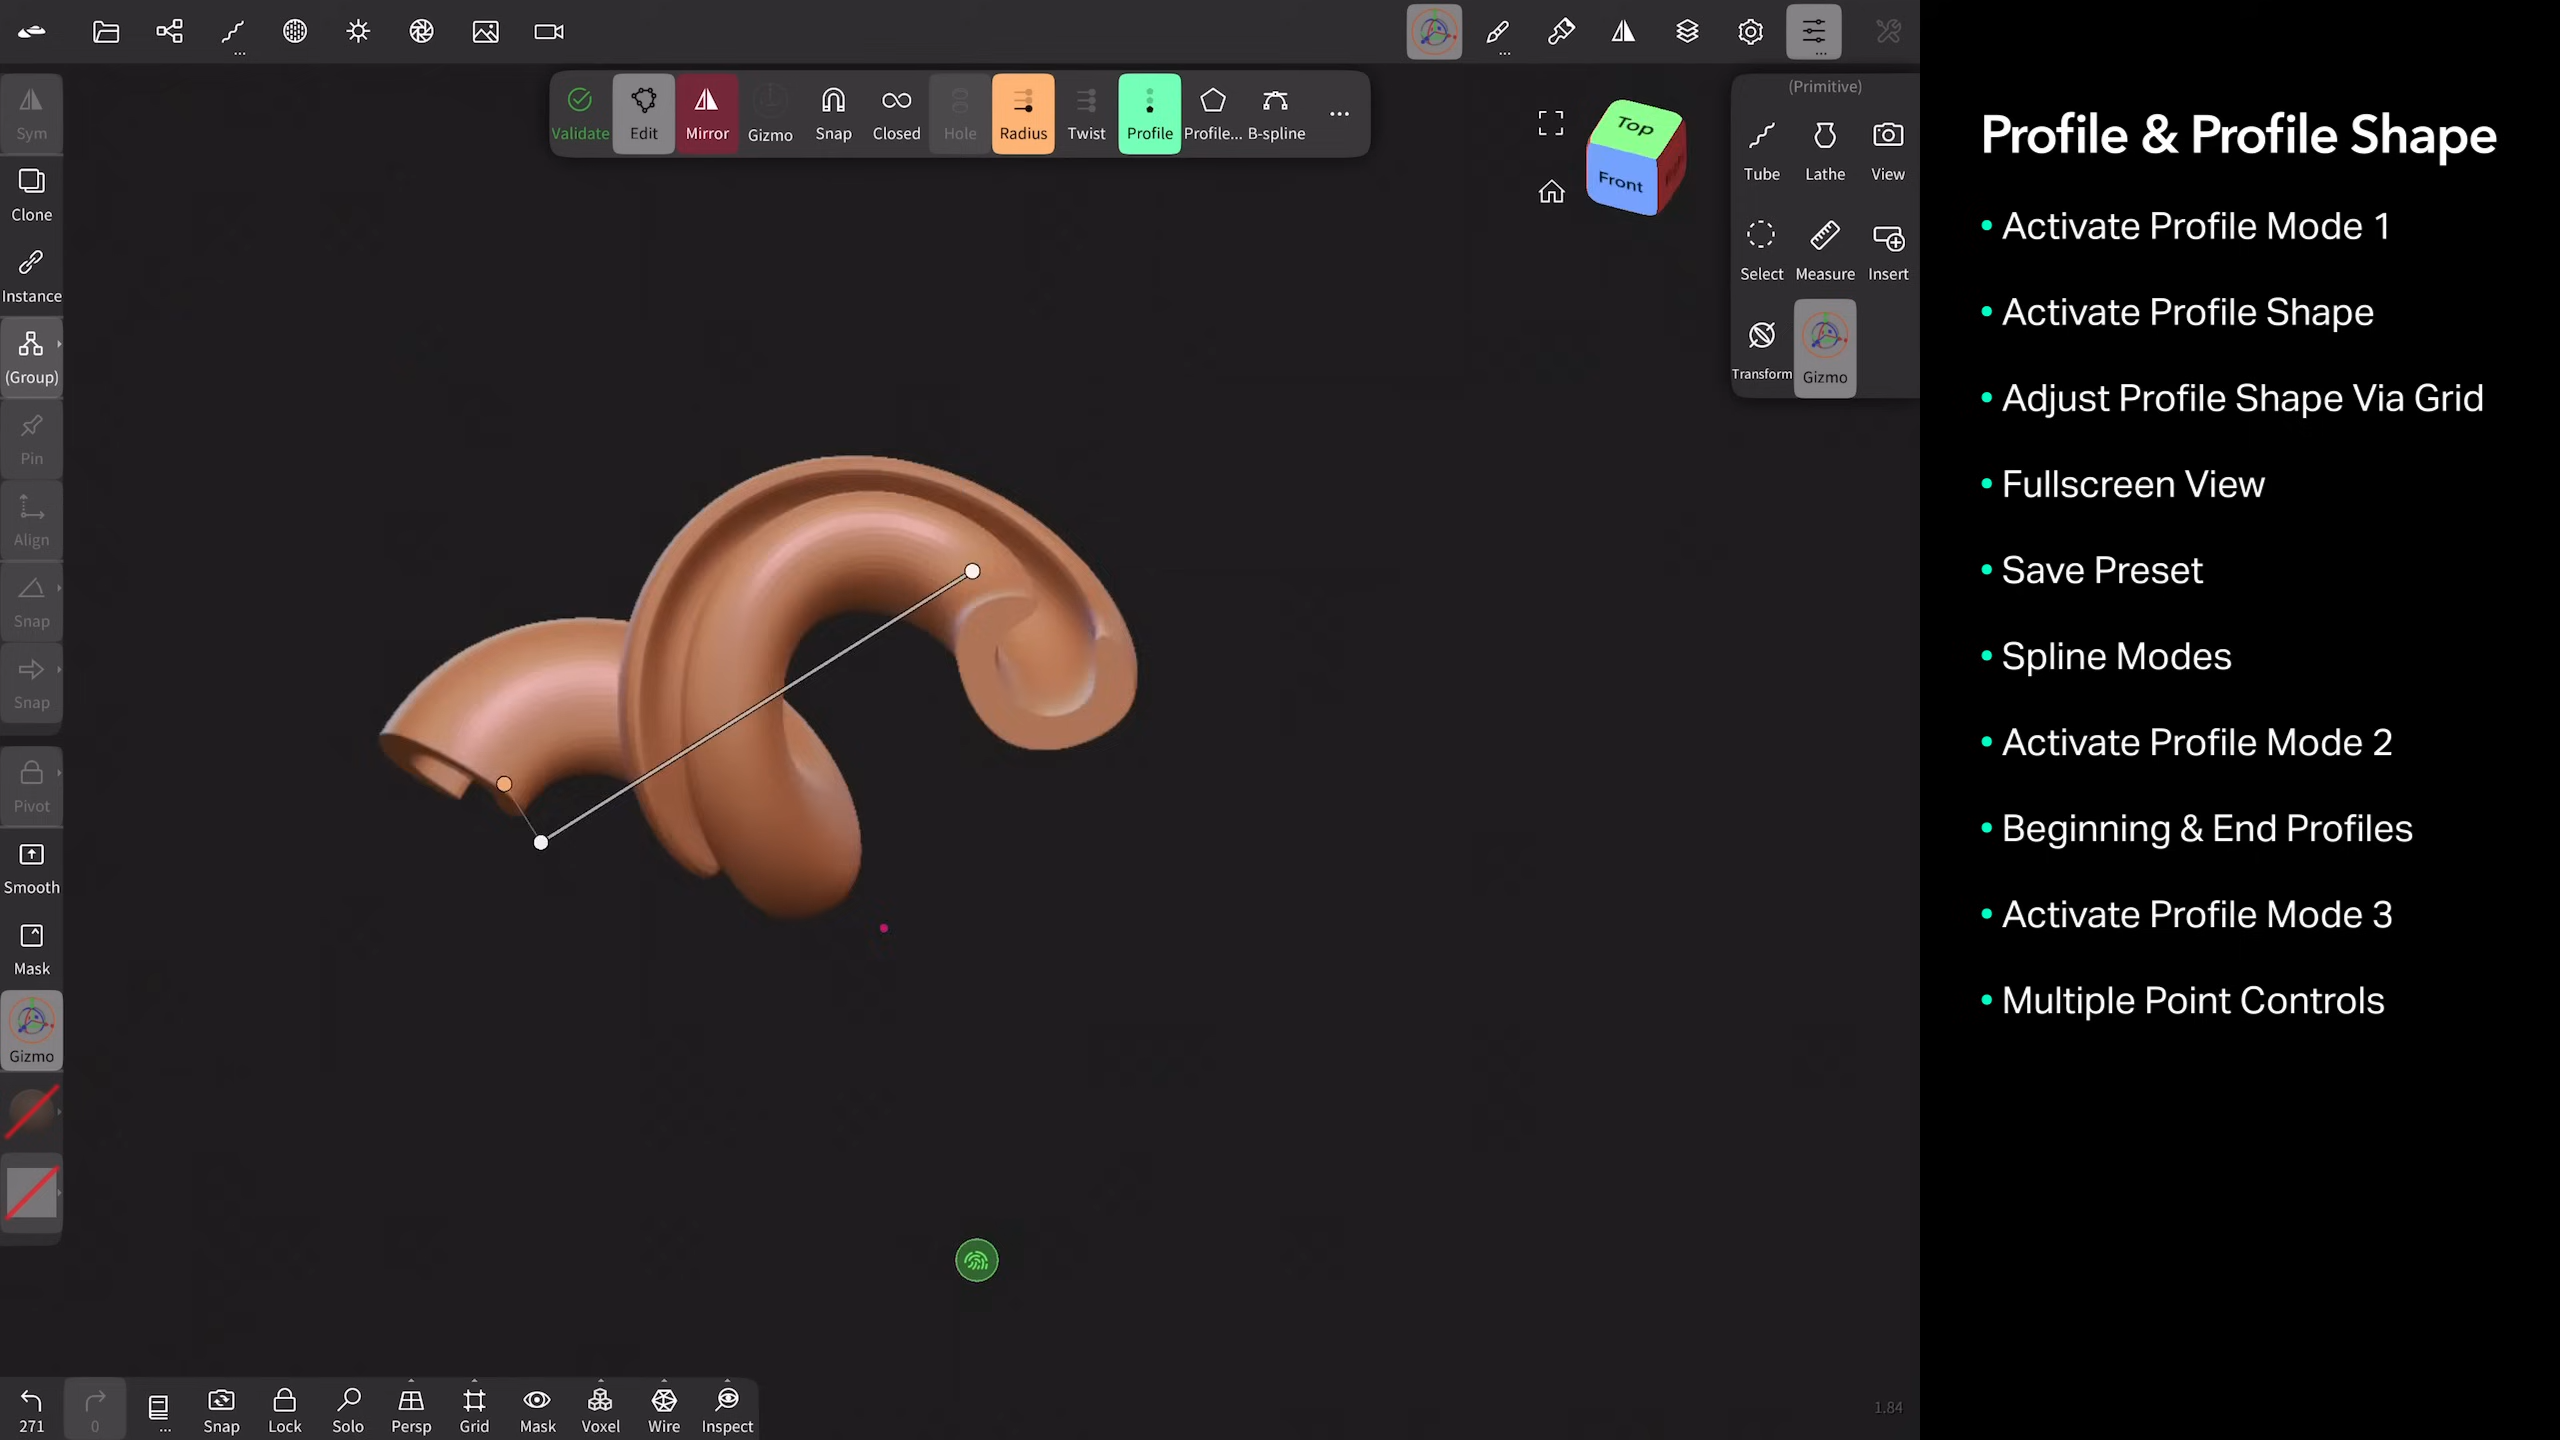 Validate
Edit
Mirror
Gizmo
Snap
Closed
Hole
Radius
Twist
Profile
Profile...
B-spline
...
Top
Front
(Primitive)
Tube
Lathe
View
Select
Measure
Insert
Transform
Gizmo
Sym
Clone
Instance
(Group)
Pin
Align
Snap
Snap
Pivot
Smooth
Mask
Gizmo
271
0
...
Snap
Lock
Solo
Persp
Grid
Mask
Voxel
Wire
Inspect
1.84
Profile & Profile Shape
• Activate Profile Mode 1
• Activate Profile Shape
• Adjust Profile Shape Via Grid
• Fullscreen View
• Save Preset
• Spline Modes
• Activate Profile Mode 2
• Beginning & End Profiles
• Activate Profile Mode 3
• Multiple Point Controls